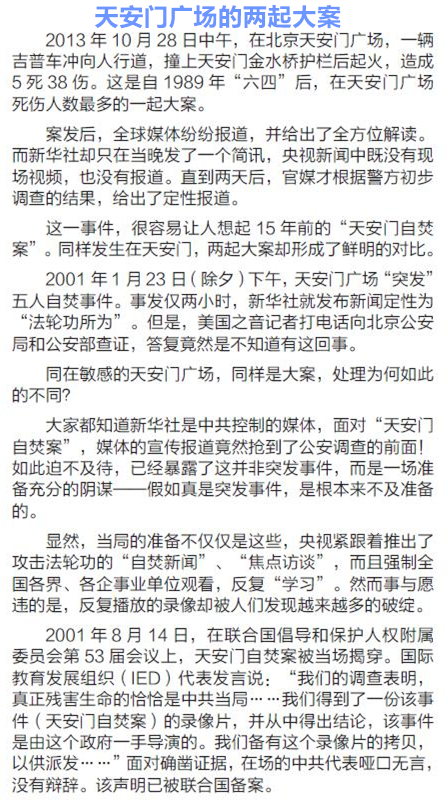 天安门广场的两起大案
2013 年 10 月 28 日中午，在北京天安门广场，一辆
吉普车冲向人行道，撞上天安门金水桥护栏后起火，造成
5 死 38 伤。这是自 1989 年“六四”后，在天安门广场
死伤人数最多的一起大案。
案发后，全球媒体纷纷报道，并给出了全方位解读。
而新华社却只在当晚发了一个简讯，央视新闻中既没有现
场视频，也没有报道。直到两天后，官媒才根据警方初步
调查的结果，给出了定性报道。
这一事件，很容易让人想起 15 年前的“天安门自焚
案”。同样发生在天安门，两起大案却形成了鲜明的对比。
2001 年 1 月 23 日（除夕）下午，天安门广场“突发”
五人自焚事件。事发仅两小时，新华社就发布新闻定性为
“法轮功所为”。但是，美国之音记者打电话向北京公安
局和公安部查证，答复竟然是不知道有这回事。
同在敏感的天安门广场，同样是大案，处理为何如此
的不同？
大家都知道新华社是中共控制的媒体，面对“天安门
自焚案”，媒体的宣传报道竟然抢到了公安调查的前面！
如此迫不及待，已经暴露了这并非突发事件，而是一场准
备充分的阴谋——假如真是突发事件，是根本来不及准备
的。
显然，当局的准备不仅仅是这些，央视紧跟着推出了
攻击法轮功的“自焚新闻”、“焦点访谈”，而且强制全
国各界、各企事业单位观看，反复“学习”。然而事与愿
违的是，反复播放的录像却被人们发现越来越多的破绽。
2001 年 8 月 14 日，在联合国倡导和保护人权附属
委员会第 53 届会议上，天安门自焚案被当场揭穿。国际
教育发展组织（IED）代表发言说：“我们的调查表明，
真正残害生命的恰恰是中共当局……我们得到了一份该事
件（天安门自焚案）的录像片，并从中得出结论，该事件
是由这个政府一手导演的。我们备有这个录像片的拷贝，
以供派发……”面对确凿证据，在场的中共代表哑口无言，
没有辩辞。该声明已被联合国备案。